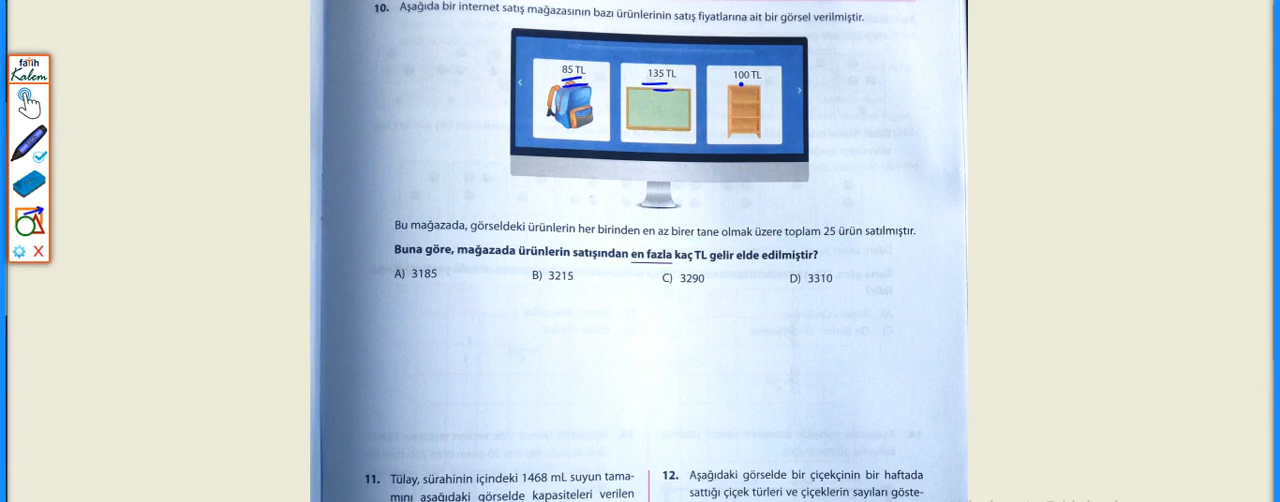 fatih
Kalem
10. Aşağıda bir internet satış mağazasının bazı ürünlerinin satış fiyatlarına ait bir görsel verilmiştir.
85 TL
135 TL
100 TL
Bu mağazada, görseldeki ürünlerin her birinden en az birer tane olmak üzere toplam 25 ürün satılmıştır.
Buna göre, mağazada ürünlerin satışından en fazla kaç TL gelir elde edilmiştir?
A) 3185 B) 3215 C) 3290 D) 3310
11. Tülay, sürahinin içindeki 1468 mL suyun tama-
mını aşağıdaki görselde kapasiteleri verilen
12. Aşağıdaki görselde bir çiçekçinin bir haftada
sattığı çiçek türleri ve çiçeklerin sayıları göste-